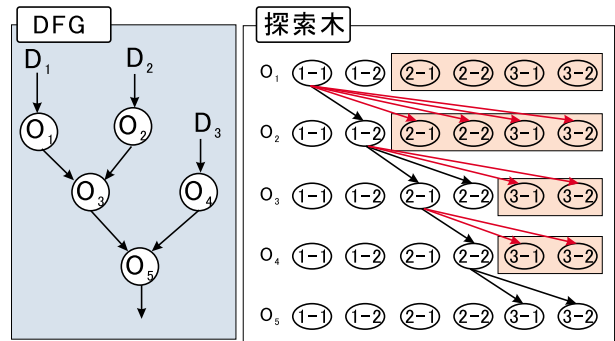 DFG
D1
D2
O1
O2
D3
O3
O4
O5
探索木
O1 1-1 1-2 2-1 2-2 3-1 3-2
O2 1-1 1-2 2-1 2-2 3-1 3-2
O3 1-1 1-2 2-1 2-2 3-1 3-2
O4 1-1 1-2 2-1 2-2 3-1 3-2
O5 1-1 1-2 2-1 2-2 3-1 3-2